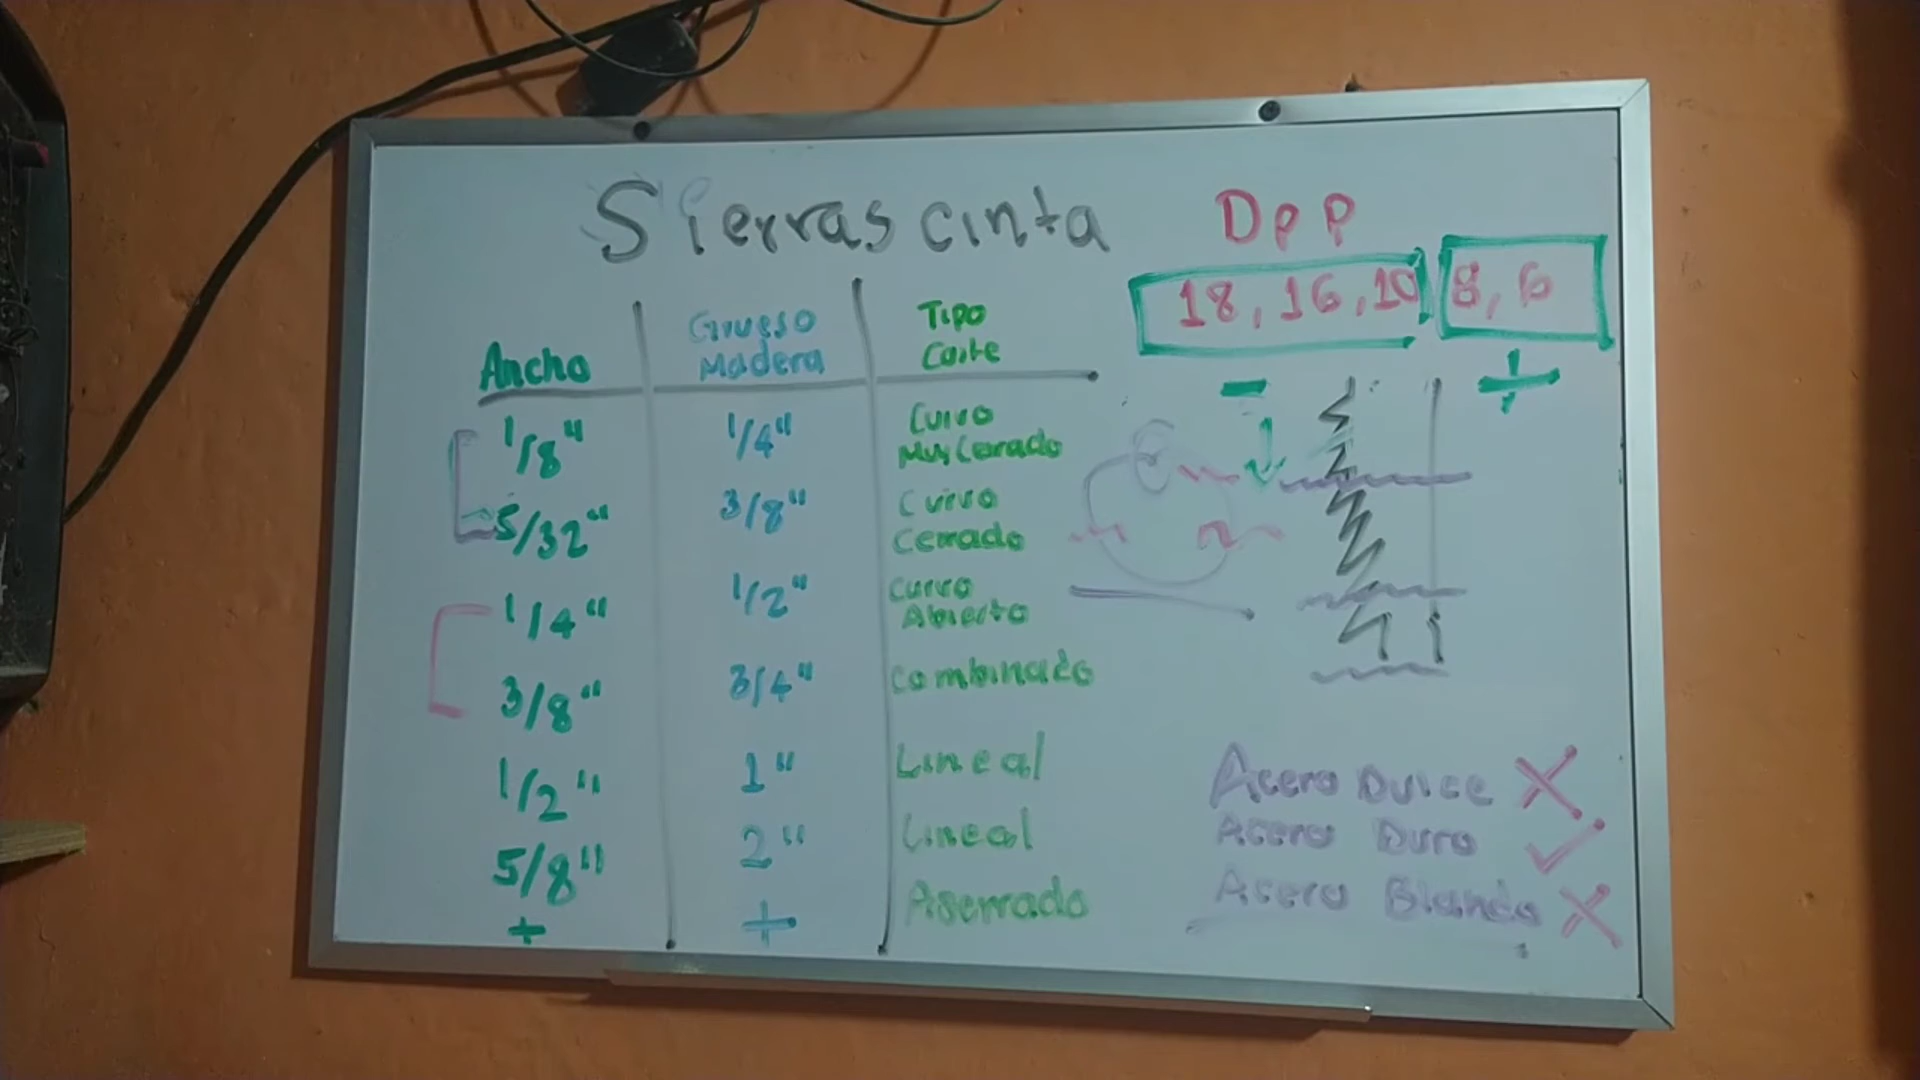 Sierras cinta
DPP
18, 16, 10 8, 6
- +
Ancho Grueso Madera Tipo Corte
1/8" 1/4" Curvo Muy Cerrado
5/32" 3/8" Curvo Cerrado
1/4" 1/2" Curvo Abierto
3/8" 3/4" Combinado
1/2" 1" Lineal
5/8" 2" Lineal
+ + Aserrado
Acero Dulce X
Acero Duro ✓
Acero Blando X